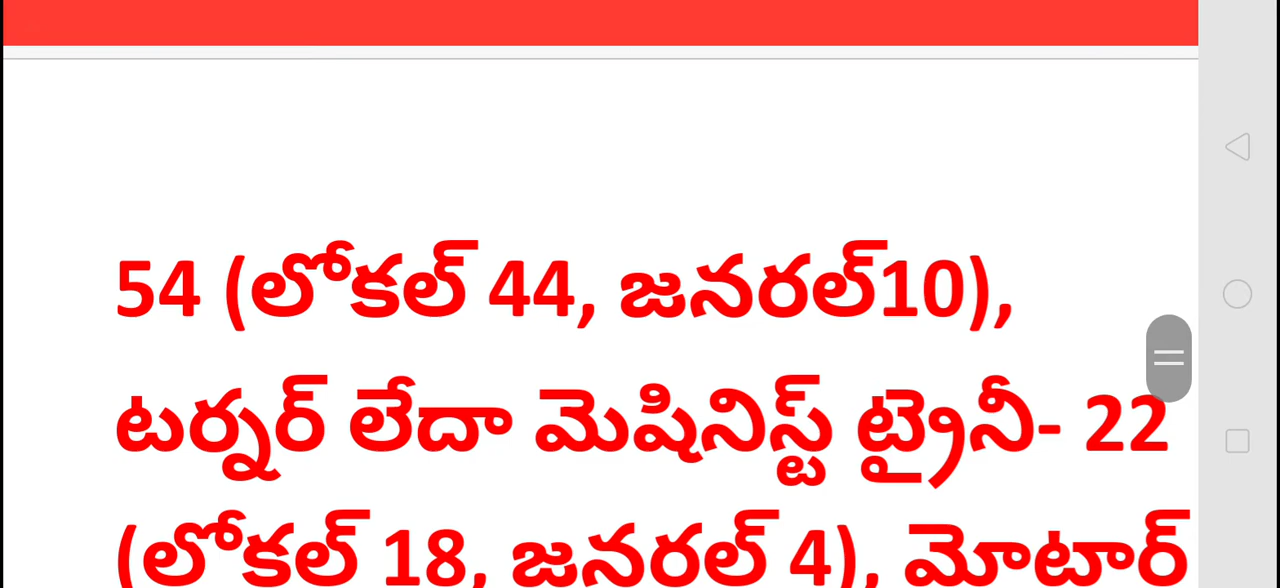 54 (లోకల్ 44, జనరల్10),
టర్నర్ లేదా మెషినిస్ట్ ట్రైనీ- 22
(లోకల్ 18, జనరల్ 4), మోటార్